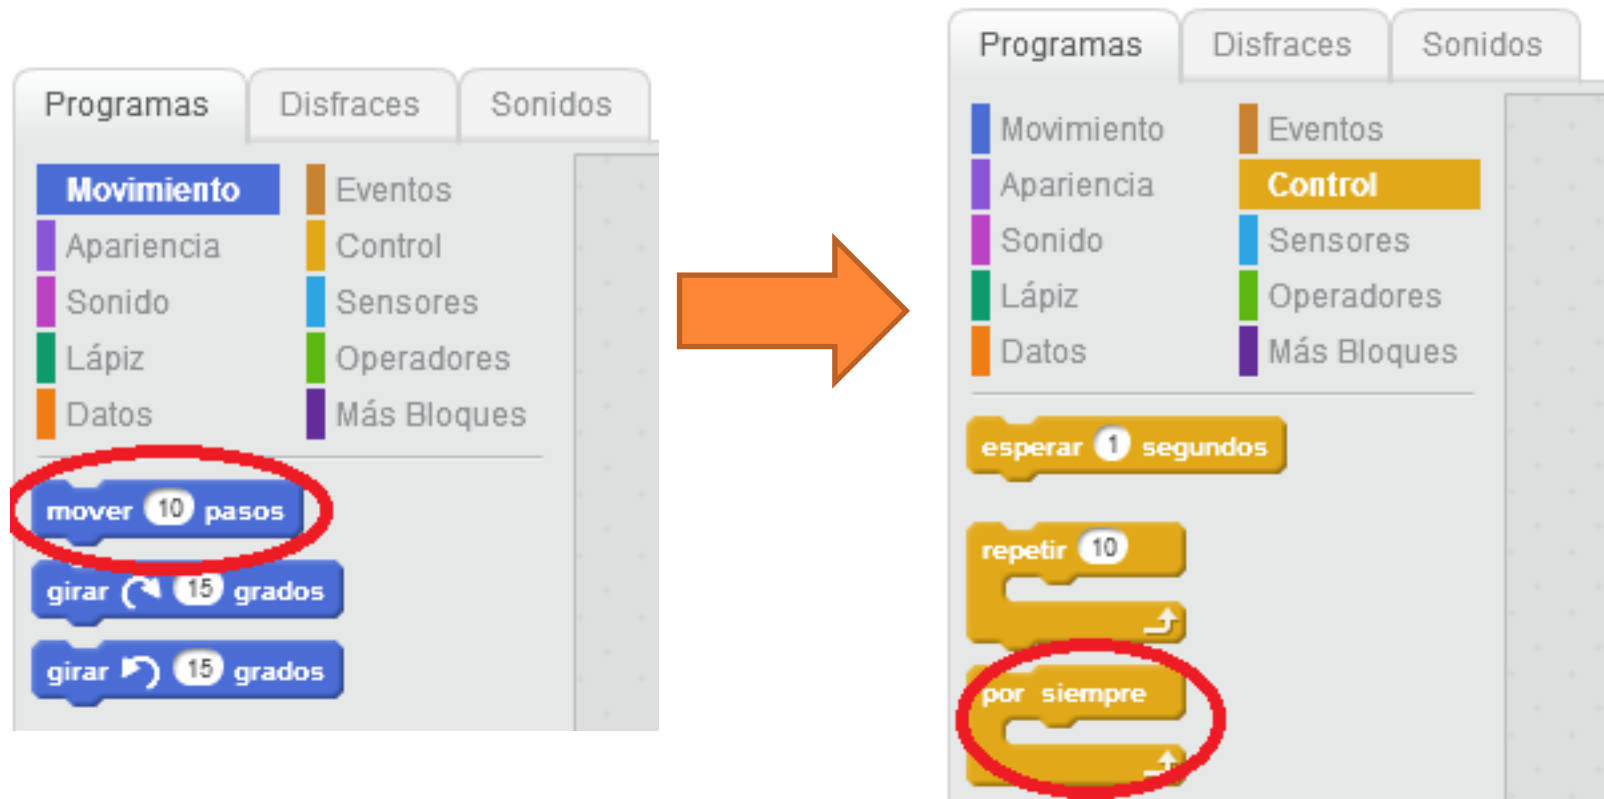 Programas Disfraces Sonidos
Movimiento Eventos
Apariencia Control
Sonido Sensores
Lápiz Operadores
Datos Más Bloques
mover 10 pasos
girar 15 grados
girar 15 grados
Programas Disfraces Sonidos
Movimiento Eventos
Apariencia Control
Sonido Sensores
Lápiz Operadores
Datos Más Bloques
esperar 1 segundos
repetir 10
por siempre